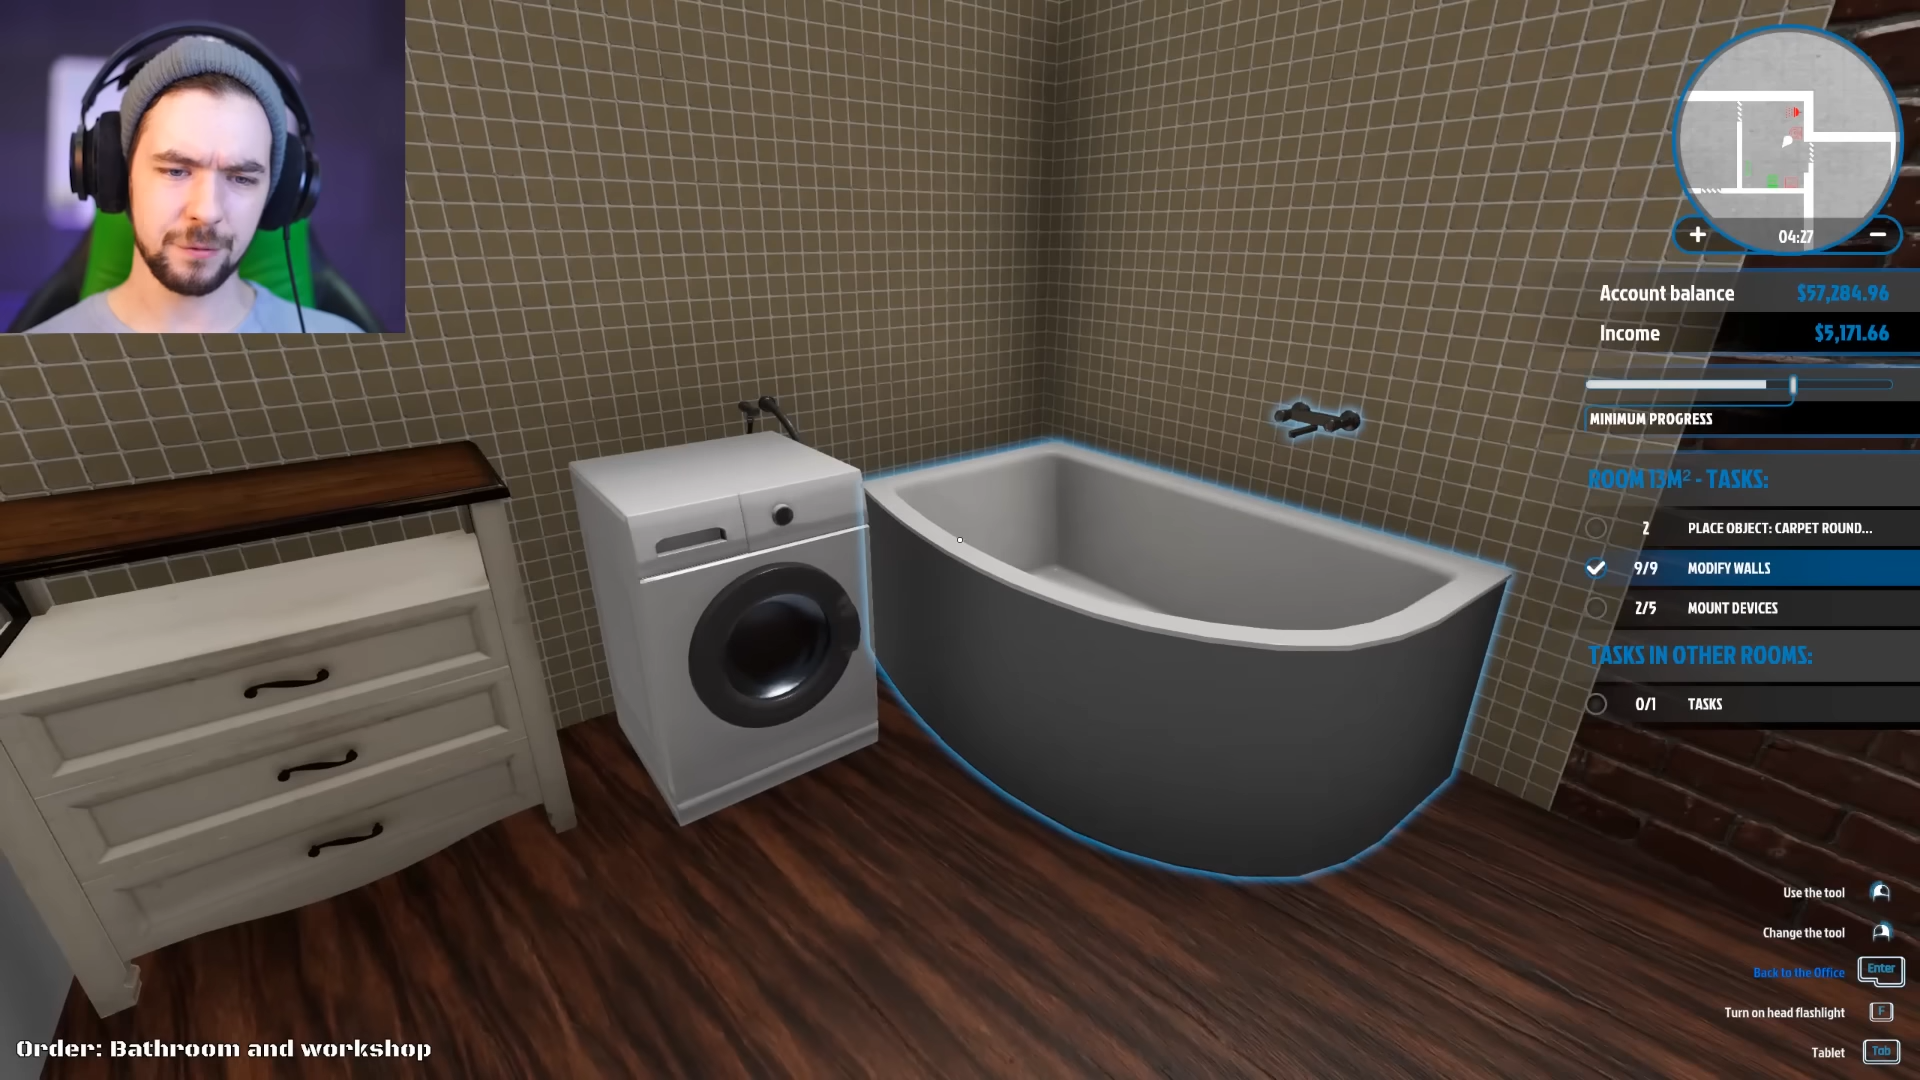 + 04:27 −
Account balance $57,284.96
Income $5,171.66
MINIMUM PROGRESS
ROOM 13M² - TASKS:
2 PLACE OBJECT: CARPET ROUND...
9/9 MODIFY WALLS
2/5 MOUNT DEVICES
TASKS IN OTHER ROOMS:
0/1 TASKS
Use the tool
Change the tool
Back to the Office Enter
Turn on head flashlight F
Tablet Tab
Order: Bathroom and workshop